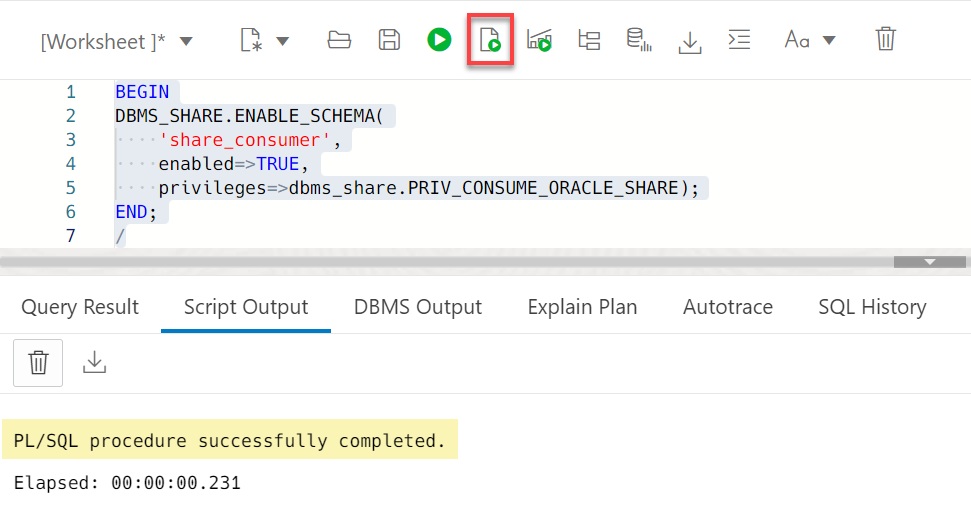 [Worksheet ]*
Aa
1 BEGIN
2 DBMS_SHARE.ENABLE_SCHEMA(
3 ····'share_consumer',
4 ····enabled=>TRUE,
5 ····privileges=>dbms_share.PRIV_CONSUME_ORACLE_SHARE);
6 END;
7 /
Query Result Script Output DBMS Output Explain Plan Autotrace SQL History
PL/SQL procedure successfully completed.
Elapsed: 00:00:00.231